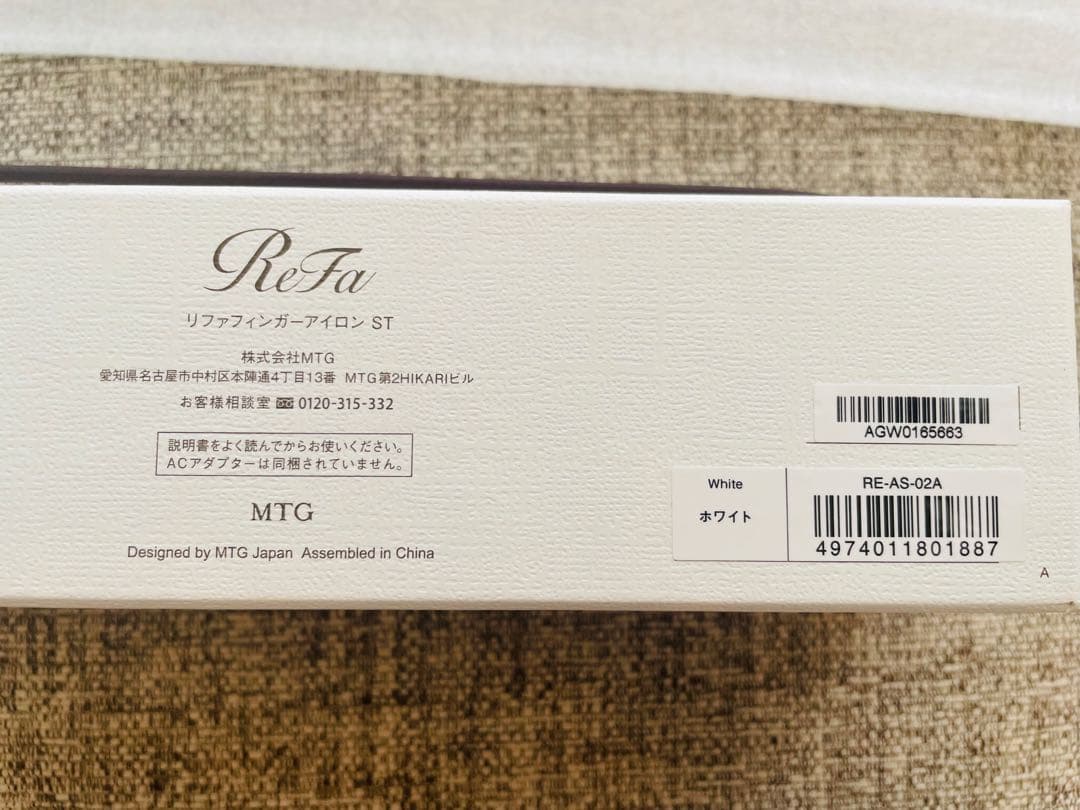 ReFa
リファフィンガーアイロン ST
株式会社MTG
愛知県名古屋市中村区本陣通4丁目13番 MTG第2HIKARIビル
お客様相談室 0120-315-332
説明書をよく読んでからお使いください。
ACアダプターは同梱されていません。
MTG
Designed by MTG Japan Assembled in China
AGW0165663
White
ホワイト
RE-AS-02A
4974011801887
A